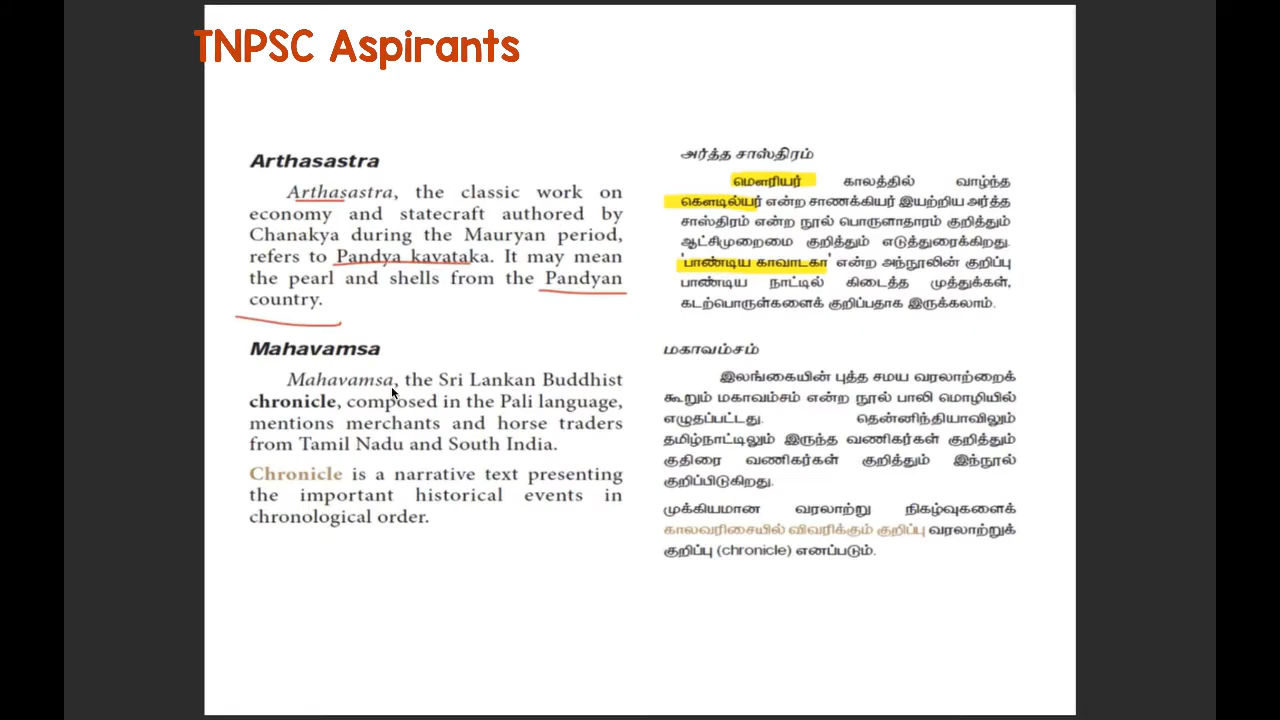 TNPSC Aspirants
Arthasastra
Arthasastra, the classic work on
economy and statecraft authored by
Chanakya during the Mauryan period,
refers to Pandya kavataka. It may mean
the pearl and shells from the Pandyan
country.
Mahavamsa
Mahavamsa, the Sri Lankan Buddhist
chronicle, composed in the Pali language,
mentions merchants and horse traders
from Tamil Nadu and South India.
Chronicle is a narrative text presenting
the important historical events in
chronological order.
அர்த்த சாஸ்திரம்
மௌரியர் காலத்தில் வாழ்ந்த
கௌடில்யர் என்ற சாணக்கியர் இயற்றிய அர்த்த
சாஸ்திரம் என்ற நூல் பொருளாதாரம் குறித்தும்
ஆட்சிமுறைமை குறித்தும் எடுத்துரைக்கிறது.
'பாண்டிய காவாடகா' என்ற அந்நூலின் குறிப்பு
பாண்டிய நாட்டில் கிடைத்த முத்துக்கள்,
கடற்பொருள்களைக் குறிப்பதாக இருக்கலாம்.
மகாவம்சம்
இலங்கையின் புத்த சமய வரலாற்றைக்
கூறும் மகாவம்சம் என்ற நூல் பாலி மொழியில்
எழுதப்பட்டது. தென்னிந்தியாவிலும்
தமிழ்நாட்டிலும் இருந்த வணிகர்கள் குறித்தும்
குதிரை வணிகர்கள் குறித்தும் இந்நூல்
குறிப்பிடுகிறது.
முக்கியமான வரலாற்று நிகழ்வுகளைக்
காலவரிசையில் விவரிக்கும் குறிப்பு வரலாற்றுக்
குறிப்பு (chronicle) எனப்படும்.